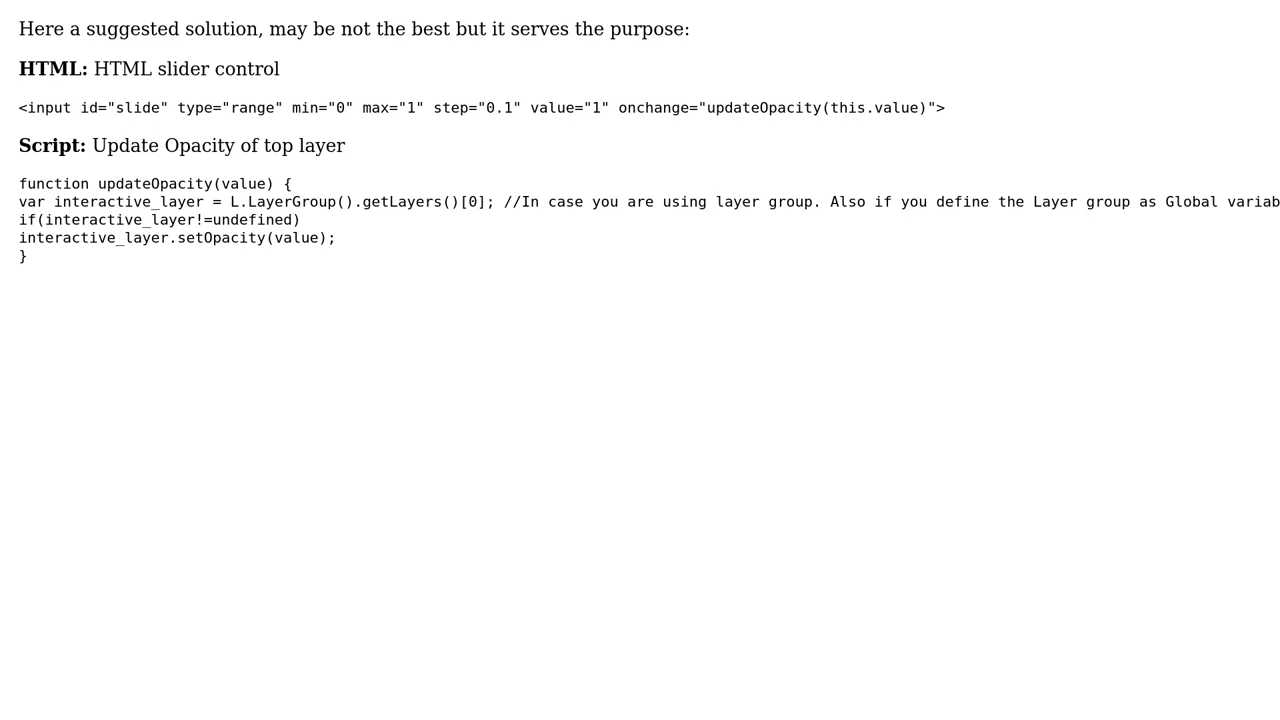 Here a suggested solution, may be not the best but it serves the purpose:
HTML: HTML slider control
<input id="slide" type="range" min="0" max="1" step="0.1" value="1" onchange="updateOpacity(this.value)">
Script: Update Opacity of top layer
function updateOpacity(value) {
var interactive_layer = L.LayerGroup().getLayers()[0]; //In case you are using layer group. Also if you define the Layer group as Global variab
if(interactive_layer!=undefined)
interactive_layer.setOpacity(value);
}